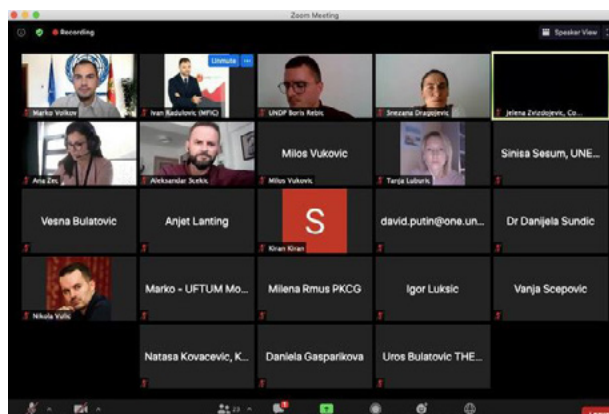 Zoom Meeting
Recording
Speaker View
Marko Volkov
Unmute
Ivan Radulovic (MFIC)
UNDP Boris Rebic
Snezana Dragojevic
Jelena Zvizdojevic, Co...
Ana Zec
Aleksandar Scekic
Milos Vukovic
Milos Vukovic
Tanja Luburic
Sinisa Sesum, UNE...
Vesna Bulatovic
Anjet Lanting
S
Kiran Kiran
david.putin@one.un...
Dr Danijela Sundic
Nikola Vulic
Marko - UFTUM Mo...
Milena Rmus PKCG
Igor Luksic
Vanja Scepovic
Natasa Kovacevic, K...
Daniela Gasparikova
Uros Bulatovic THE...
23